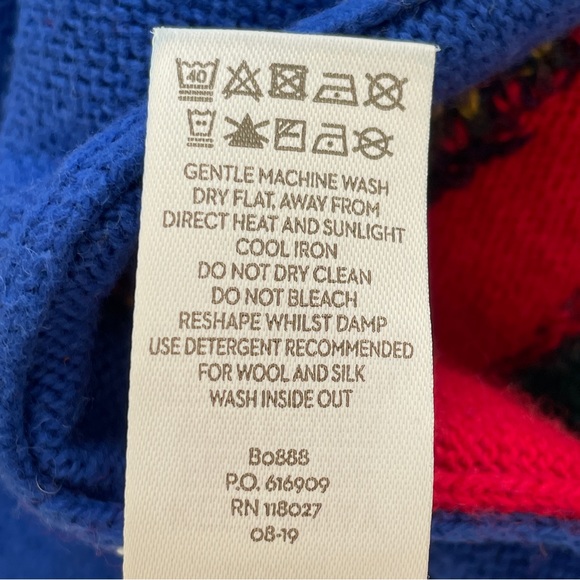 40
GENTLE MACHINE WASH
DRY FLAT, AWAY FROM
DIRECT HEAT AND SUNLIGHT
COOL IRON
DO NOT DRY CLEAN
DO NOT BLEACH
RESHAPE WHILST DAMP
USE DETERGENT RECOMMENDED
FOR WOOL AND SILK
WASH INSIDE OUT
B0888
P.O. 616909
RN 118027
08-19